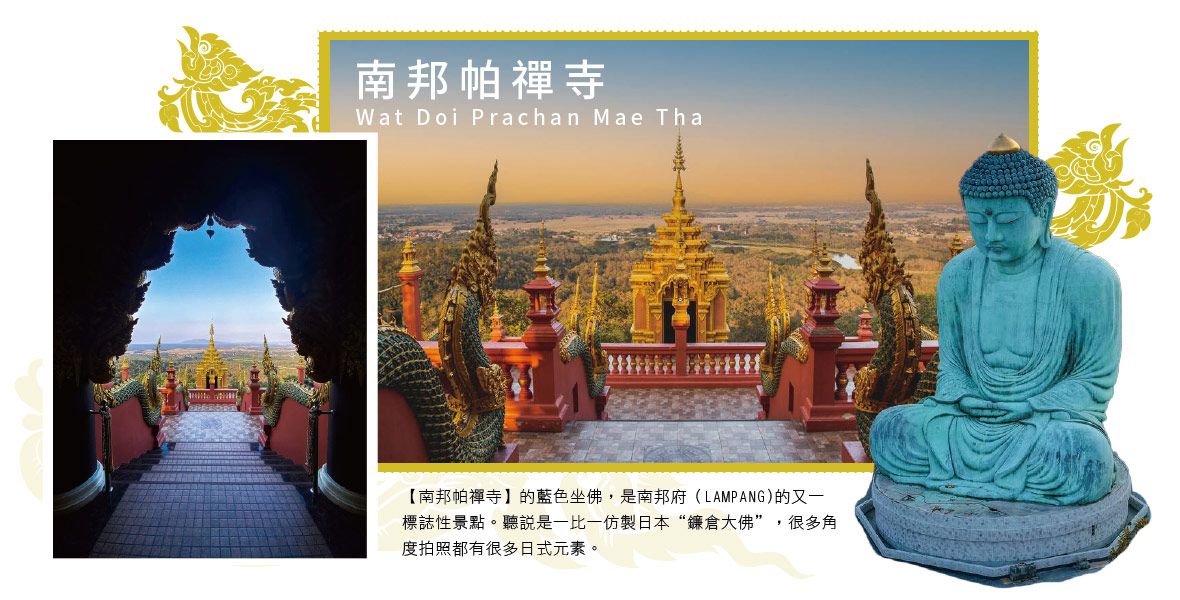 南邦帕禪寺
Wat Doi Prachan Mae Tha
【南邦帕禪寺】的藍色坐佛，是南邦府（LAMPANG)的又一
標誌性景點。聽説是一比一仿製日本“鐮倉大佛”，很多角
度拍照都有很多日式元素。